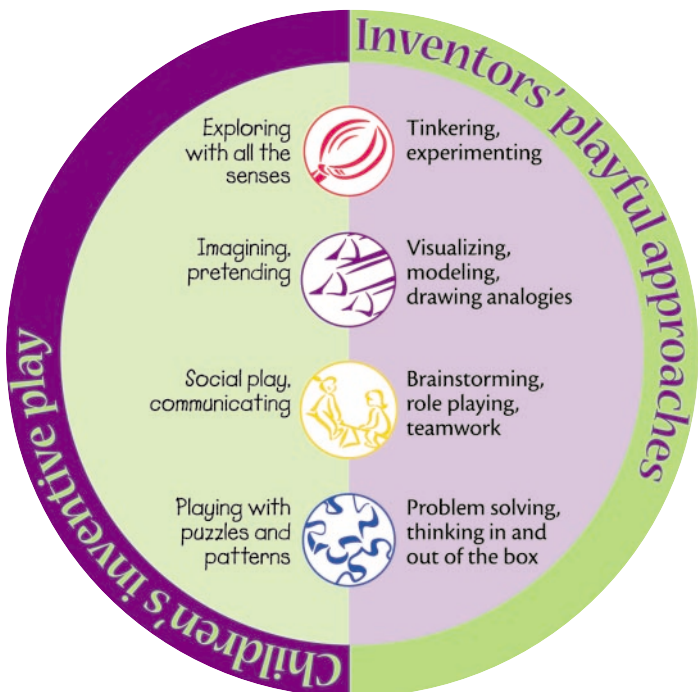 Inventors' playful approaches
Children's inventive play
Exploring
with all the
senses
Tinkering,
experimenting
Imagining,
pretending
Visualizing,
modeling,
drawing analogies
Social play,
communicating
Brainstorming,
role playing,
teamwork
Playing with
puzzles and
patterns
Problem solving,
thinking in and
out of the box